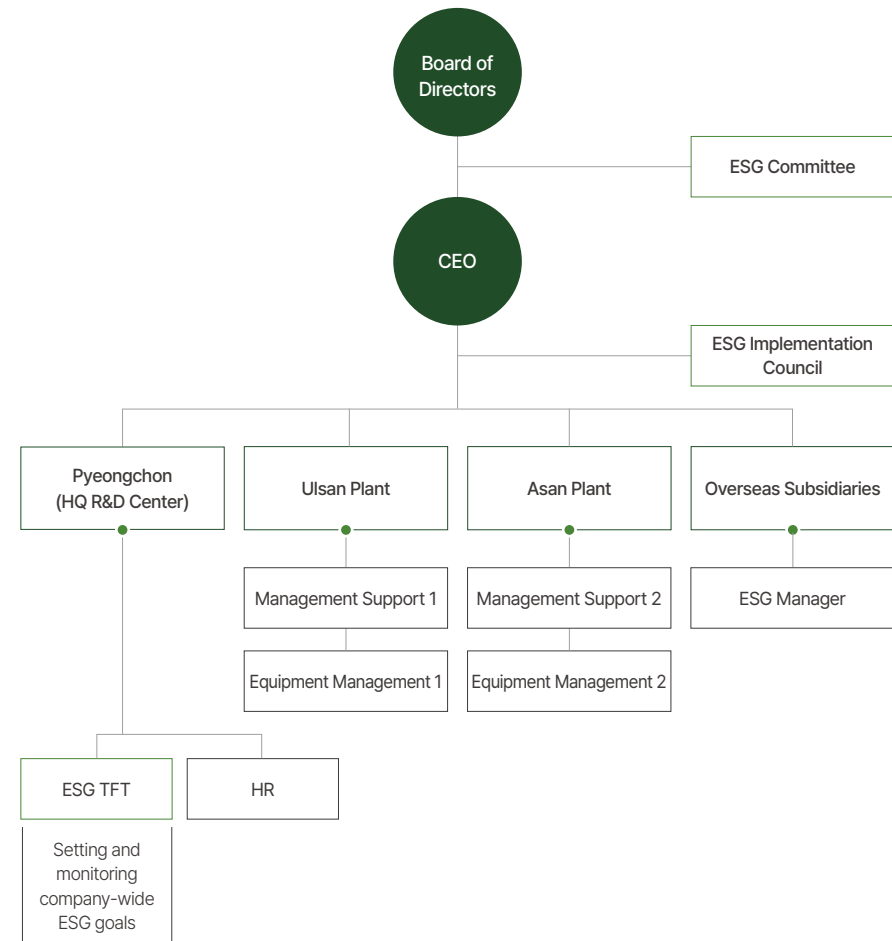 Board of
Directors
ESG Committee
CEO
ESG Implementation
Council
Pyeongchon
(HQ R&D Center)
Ulsan Plant
Asan Plant
Overseas Subsidiaries
Management Support 1
Management Support 2
ESG Manager
Equipment Management 1
Equipment Management 2
ESG TFT
HR
Setting and
monitoring
company-wide
ESG goals